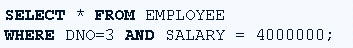 SELECT * FROM EMPLOYEE
WHERE DNO=3 AND SALARY = 4000000;